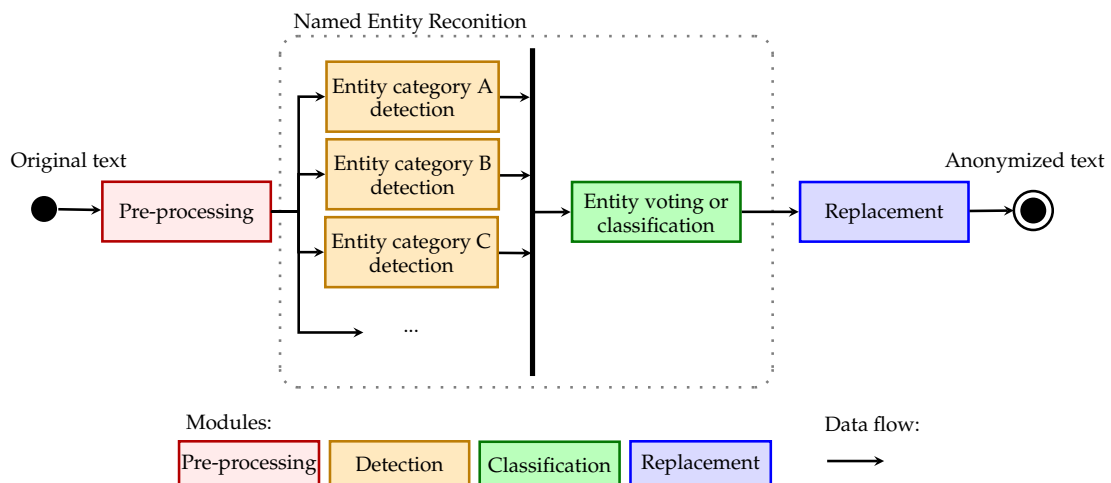 Named Entity Reconition
Entity category A
detection
Original text
Anonymized text
Entity category B
detection
Pre-processing
Entity voting or
classification
Replacement
Entity category C
detection
...
Modules:
Data flow:
Pre-processing
Detection
Classification
Replacement